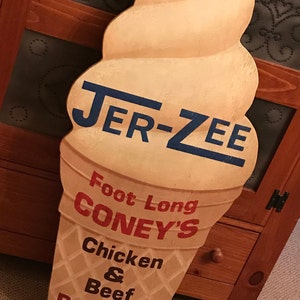 JER-ZEE
Foot Long
CONEY'S
Chicken
&
Beef